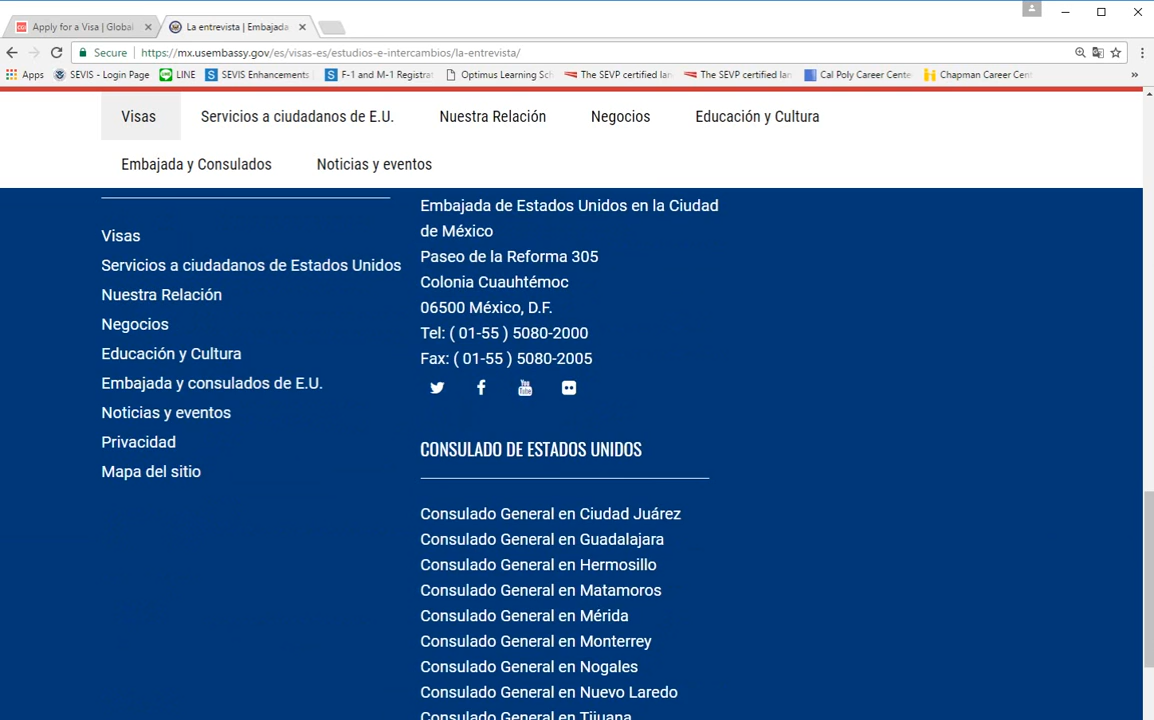 Apply for a Visa | Global
La entrevista | Embajada
Secure
https://mx.usembassy.gov/es/visas-es/estudios-e-intercambios/la-entrevista/
Apps
SEVIS - Login Page
LINE
SEVIS Enhancements
F-1 and M-1 Registrat
Optimus Learning Sch
The SEVP certified lan
The SEVP certified lan
Cal Poly Career Cente
Chapman Career Cent
»
Visas
Servicios a ciudadanos de E.U.
Nuestra Relación
Negocios
Educación y Cultura
Embajada y Consulados
Noticias y eventos
Visas
Servicios a ciudadanos de Estados Unidos
Nuestra Relación
Negocios
Educación y Cultura
Embajada y consulados de E.U.
Noticias y eventos
Privacidad
Mapa del sitio
Embajada de Estados Unidos en la Ciudad
de México
Paseo de la Reforma 305
Colonia Cuauhtémoc
06500 México, D.F.
Tel: ( 01-55 ) 5080-2000
Fax: ( 01-55 ) 5080-2005
CONSULADO DE ESTADOS UNIDOS
Consulado General en Ciudad Juárez
Consulado General en Guadalajara
Consulado General en Hermosillo
Consulado General en Matamoros
Consulado General en Mérida
Consulado General en Monterrey
Consulado General en Nogales
Consulado General en Nuevo Laredo
Consulado General en Tijuana